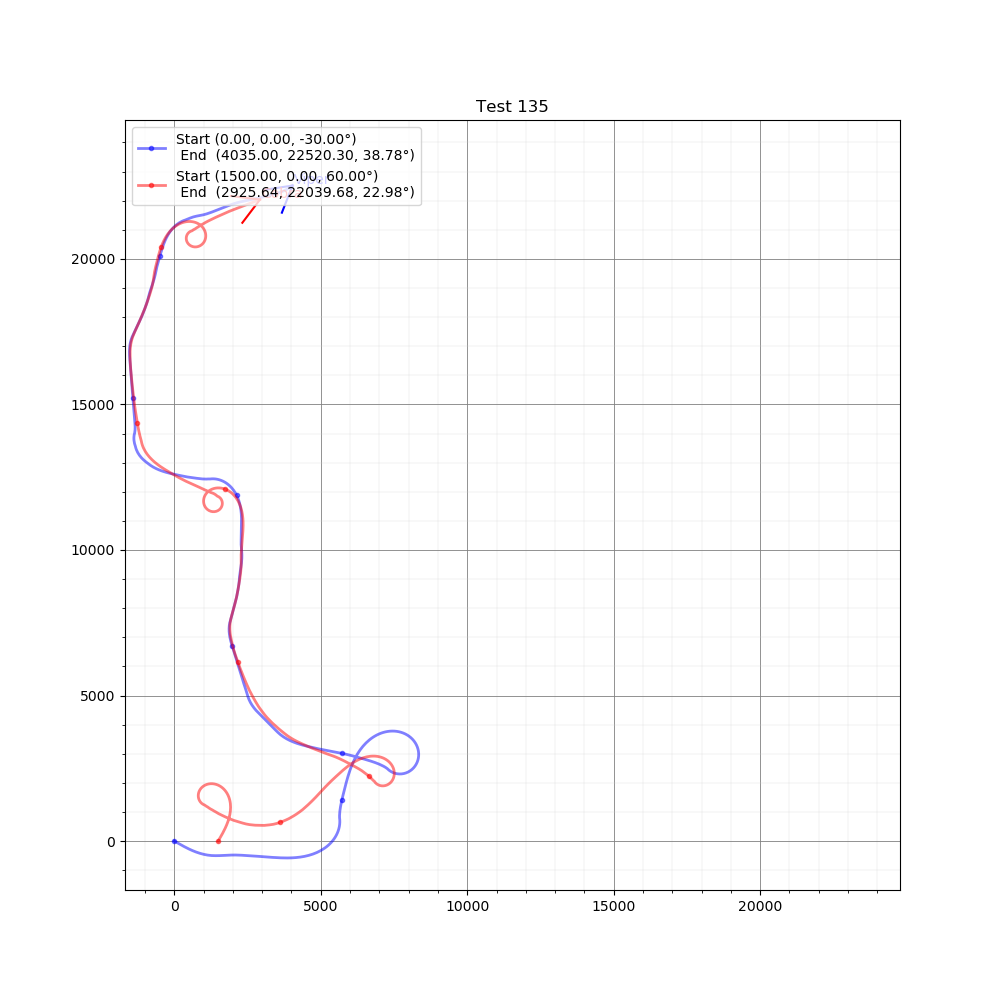 Test 135
Start (0.00, 0.00, -30.00°)
End (4035.00, 22520.30, 38.78°)
Start (1500.00, 0.00, 60.00°)
End (2925.64, 22039.68, 22.98°)
20000
15000
10000
5000
0
0 5000 10000 15000 20000